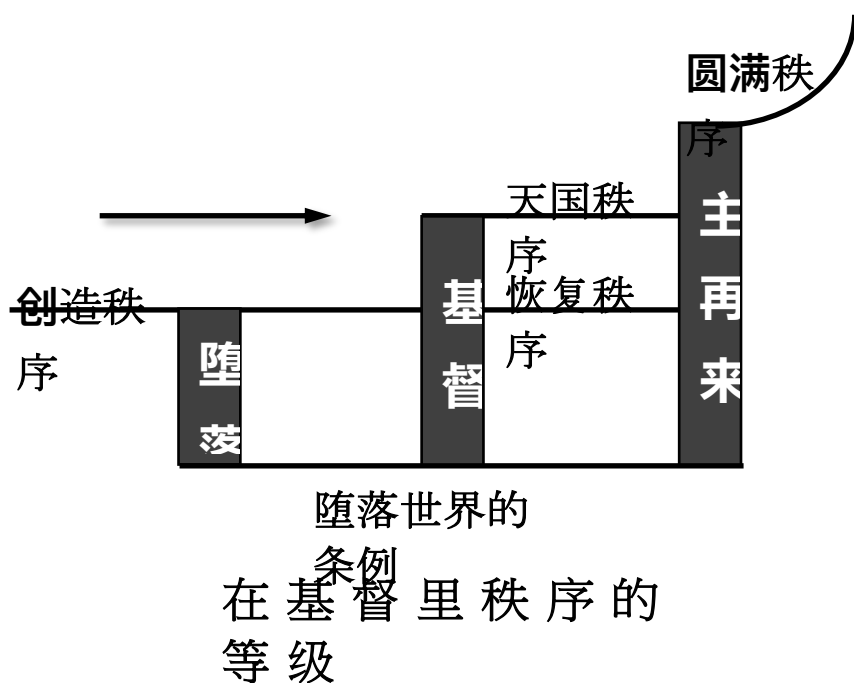 圆满秩
序
主
再
来
天国秩
序
恢复秩
序
基
督
创造秩
序
堕
落
堕落世界的
条例
在基督里秩序的
等级